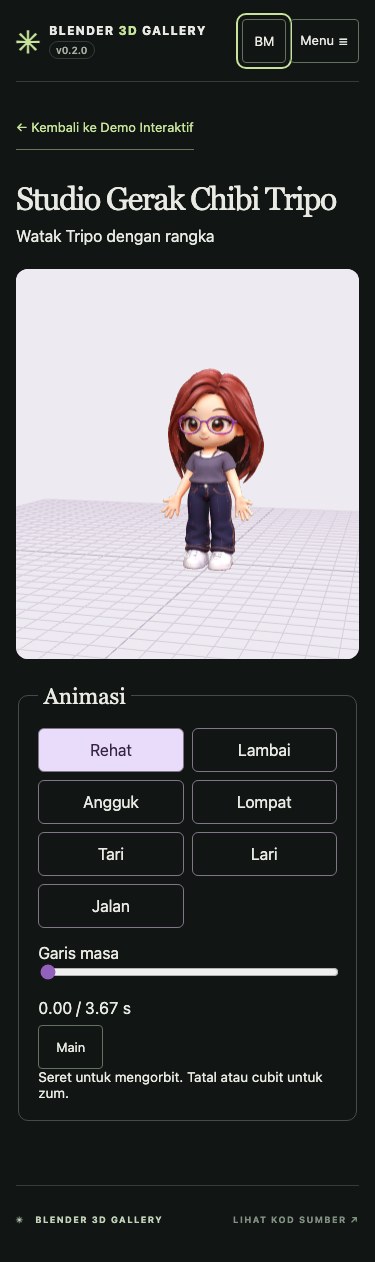 BLENDER 3D GALLERY
v0.2.0
BM
Menu ≡
← Kembali ke Demo Interaktif
Studio Gerak Chibi Tripo
Watak Tripo dengan rangka
Animasi
Rehat
Lambai
Angguk
Lompat
Tari
Lari
Jalan
Garis masa
0.00 / 3.67 s
Main
Seret untuk mengorbit. Tatal atau cubit untuk
zum.
BLENDER 3D GALLERY
LIHAT KOD SUMBER ↗